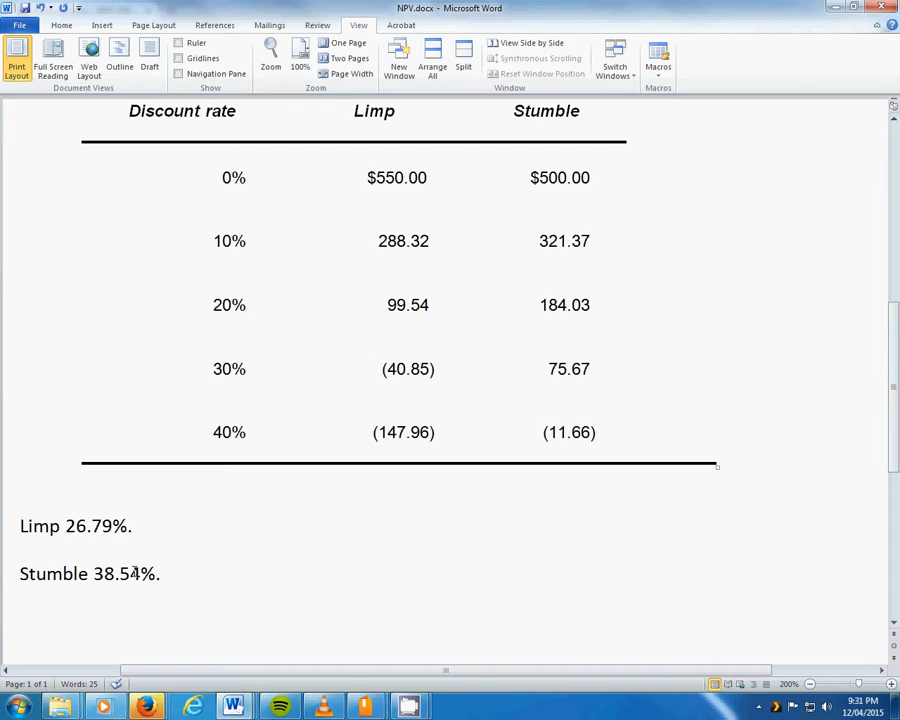 NPV.docx - Microsoft Word
File Home Insert Page Layout References Mailings Review View Acrobat
Print Layout
Full Screen Reading
Web Layout
Outline
Draft
Document Views
Ruler
Gridlines
Navigation Pane
Show
Zoom
100%
One Page
Two Pages
Page Width
Zoom
New Window
Arrange All
Split
View Side by Side
Synchronous Scrolling
Reset Window Position
Switch Windows
Window
Macros
Macros
Discount rate Limp Stumble
0% $550.00 $500.00
10% 288.32 321.37
20% 99.54 184.03
30% (40.85) 75.67
40% (147.96) (11.66)
Limp 26.79%.
Stumble 38.54%.
Page: 1 of 1 Words: 25 200%
9:31 PM
12/04/2015